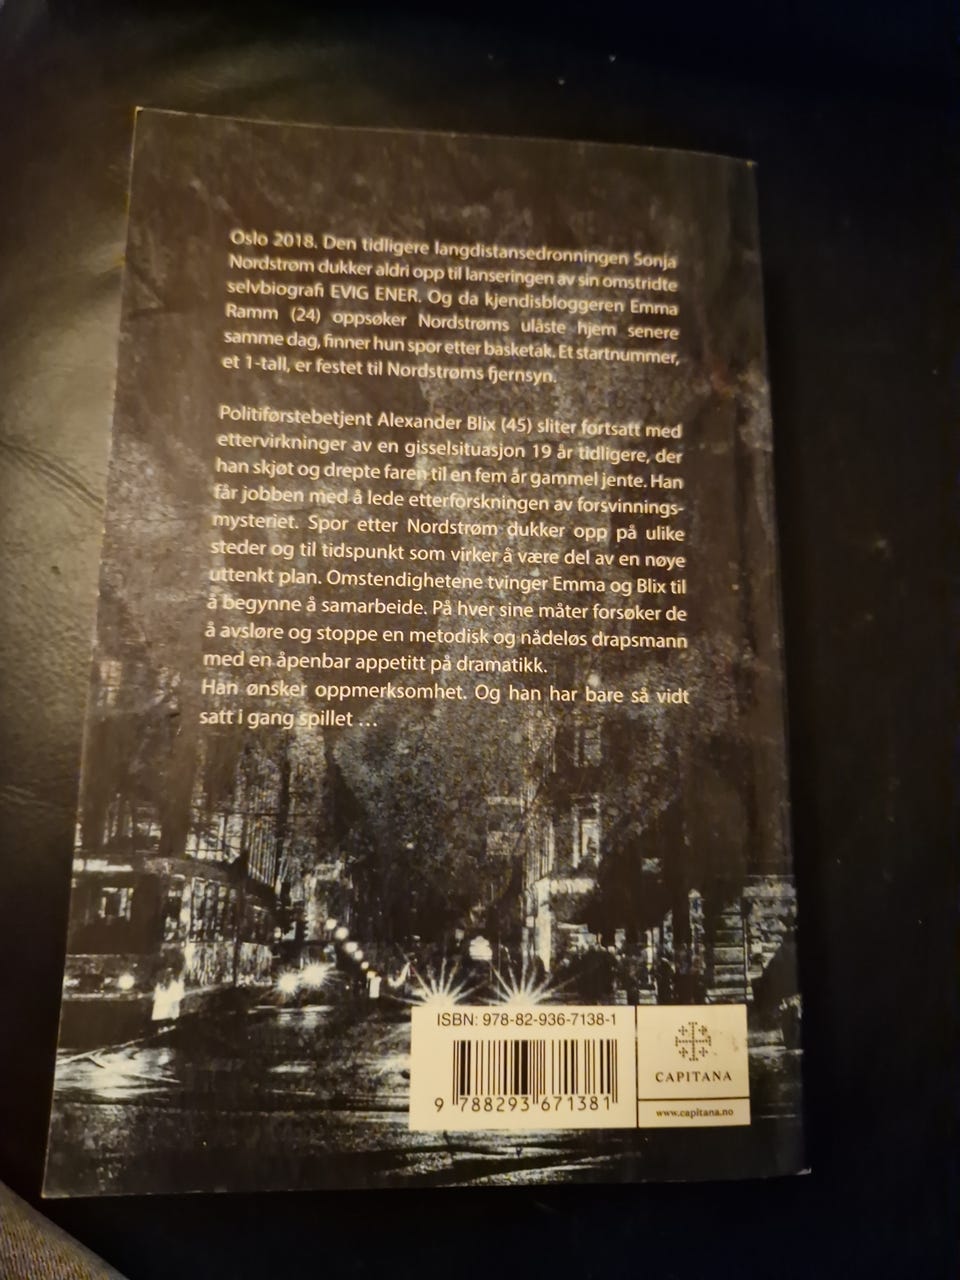 Oslo 2018. Den tidligere langdistansedronningen Sonja
Nordstrøm dukker aldri opp til lanseringen av sin omstridte
selvbiografi EVIG ENER. Og da kjendisbloggeren Emma
Ramm (24) oppsøker Nordstrøms ulåste hjem senere
samme dag, finner hun spor etter basketak. Et startnummer,
et 1-tall, er festet til Nordstrøms fjernsyn.
Politiførstebetjent Alexander Blix (45) sliter fortsatt med
ettervirkninger av en gisselsituasjon 19 år tidligere, der
han skjøt og drepte faren til en fem år gammel jente. Han
får jobben med å lede etterforskningen av forsvinnings-
mysteriet. Spor etter Nordstrøm dukker opp på ulike
steder og til tidspunkt som virker å være del av en nøye
uttenkt plan. Omstendighetene tvinger Emma og Blix til
å begynne å samarbeide. På hver sine måter forsøker de
å avsløre og stoppe en metodisk og nådeløs drapsmann
med en åpenbar appetitt på dramatikk.
Han ønsker oppmerksomhet. Og han har bare så vidt
satt i gang spillet ...
ISBN: 978-82-936-7138-1
9 788293 671381
CAPITANA
www.capitana.no